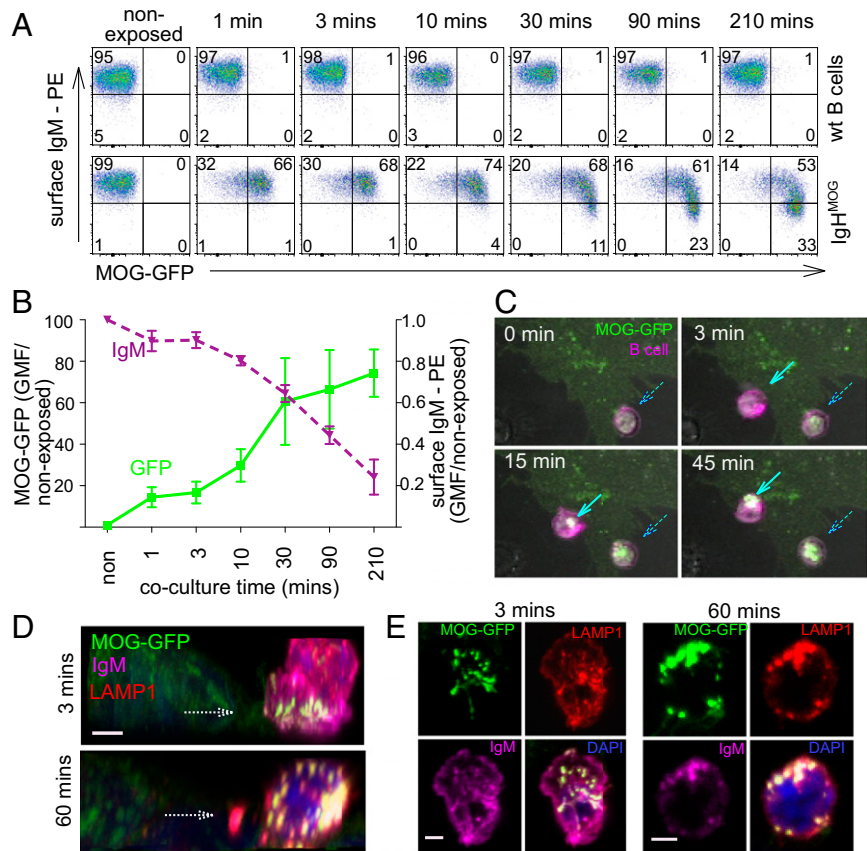 A
non-exposed
1 min
3 mins
10 mins
30 mins
90 mins
210 mins
surface IgM - PE
95 0 97 1 98 1 96 0 97 1 97 1 97 1
5 0 2 0 2 0 3 0 2 0 2 0 2 0
wt B cells
99 0 32 66 30 68 22 74 20 68 16 61 14 53
1 0 1 1 1 1 0 4 0 11 0 23 0 33
IgH^MOG
MOG-GFP
B
MOG-GFP (GMF/
non-exposed)
100
80
60
40
20
IgM
GFP
1.0
0.8
0.6
0.4
0.2
surface IgM - PE
(GMF/non-exposed)
non 1 3 10 30 90 210
co-culture time (mins)
C
0 min
MOG-GFP
B cell
3 min
15 min
45 min
D
3 mins
MOG-GFP
IgM
LAMP1
60 mins
E
3 mins
60 mins
MOG-GFP
LAMP1
MOG-GFP
LAMP1
IgM
DAPI
IgM
DAPI